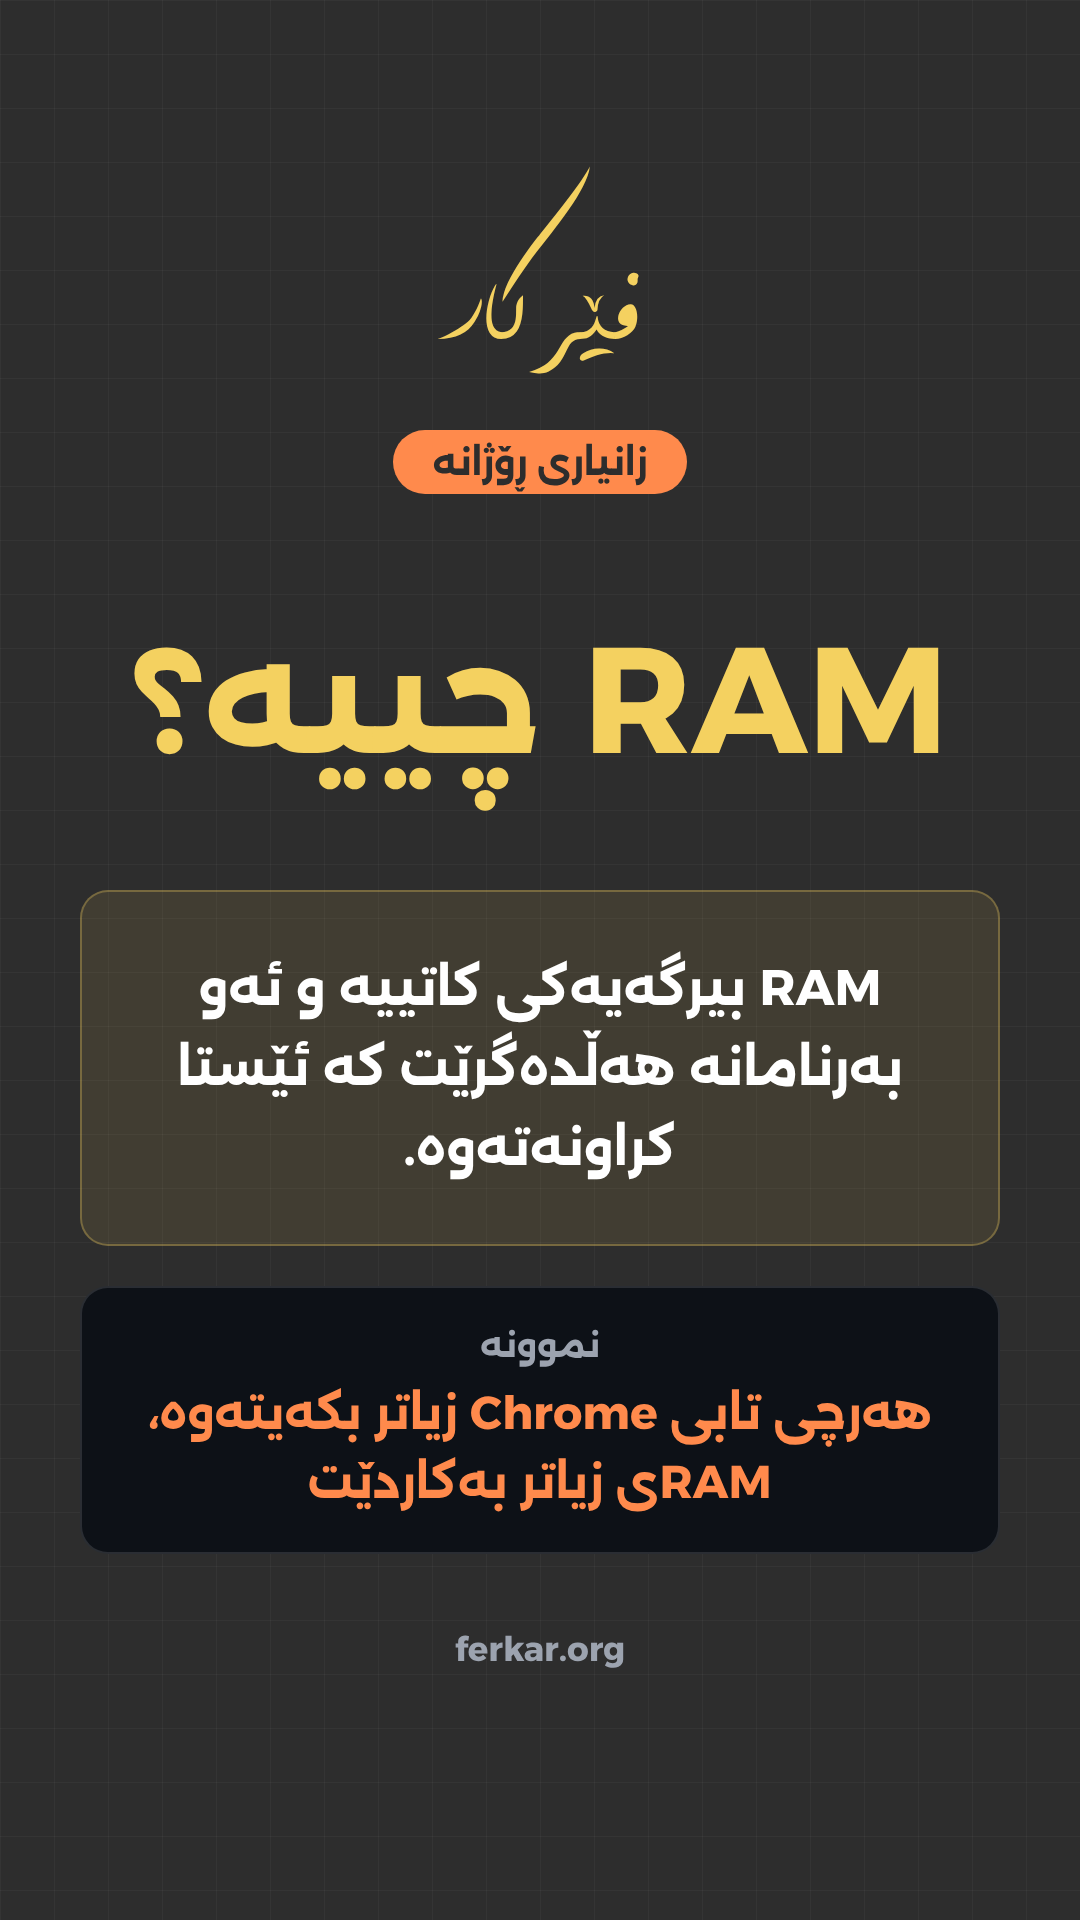 فێرکار
زانیاری ڕۆژانە
RAM چییە؟
RAM بیرگەیەکی کاتییە و ئەو
بەرنامانە هەڵدەگرێت کە ئێستا
کراونەتەوە.
نموونە
هەرچی تابی Chrome زیاتر بکەیتەوە،
RAMی زیاتر بەکاردێت
ferkar.org